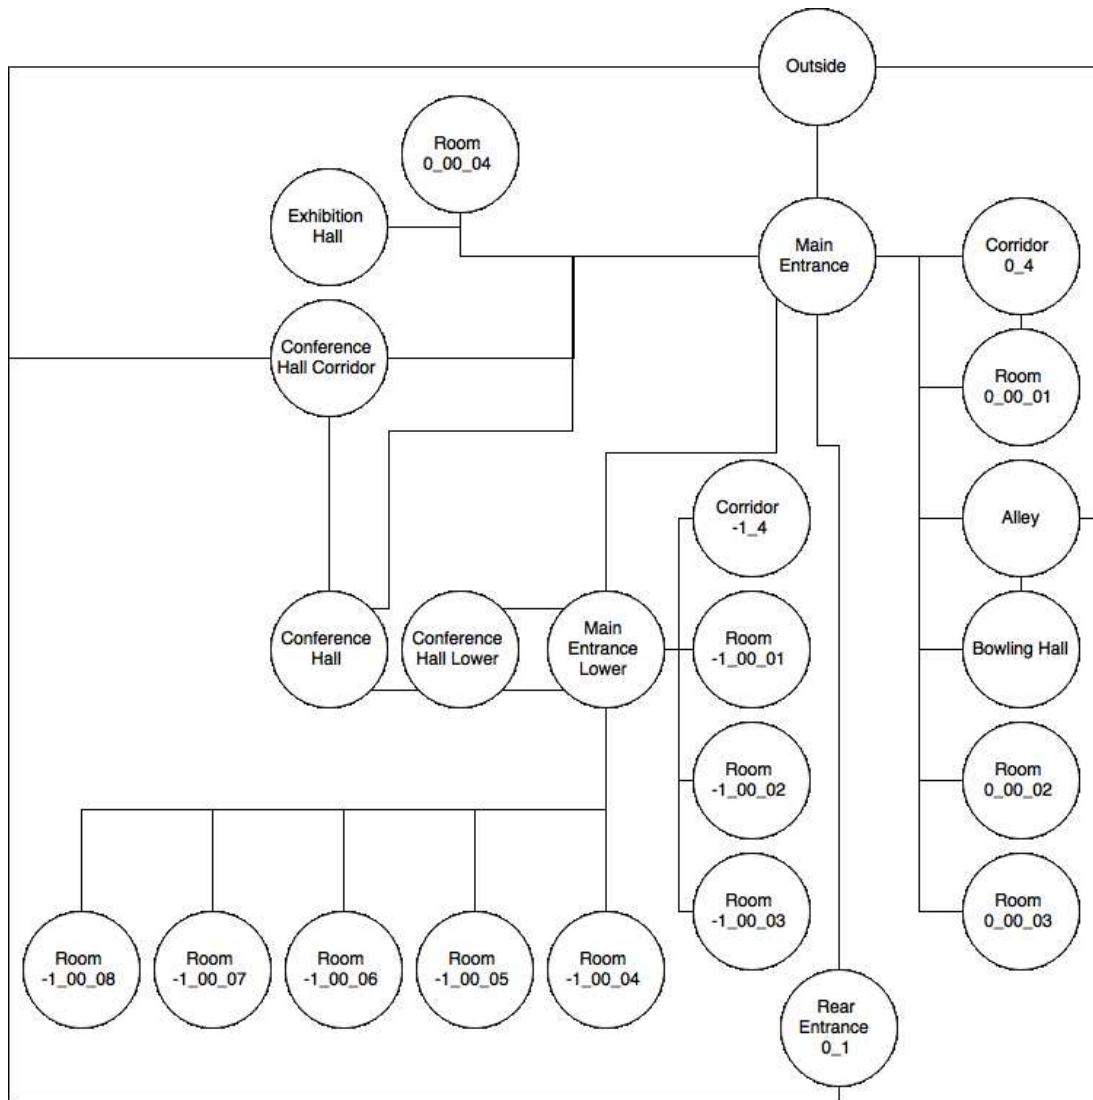 Outside
Room
0_00_04
Exhibition
Hall
Main
Entrance
Corridor
0_4
Conference
Hall Corridor
Room
0_00_01
Corridor
-1_4
Alley
Conference
Hall
Conference
Hall Lower
Main
Entrance
Lower
Room
-1_00_01
Bowling Hall
Room
-1_00_02
Room
0_00_02
Room
-1_00_03
Room
0_00_03
Room
-1_00_08
Room
-1_00_07
Room
-1_00_06
Room
-1_00_05
Room
-1_00_04
Rear
Entrance
0_1